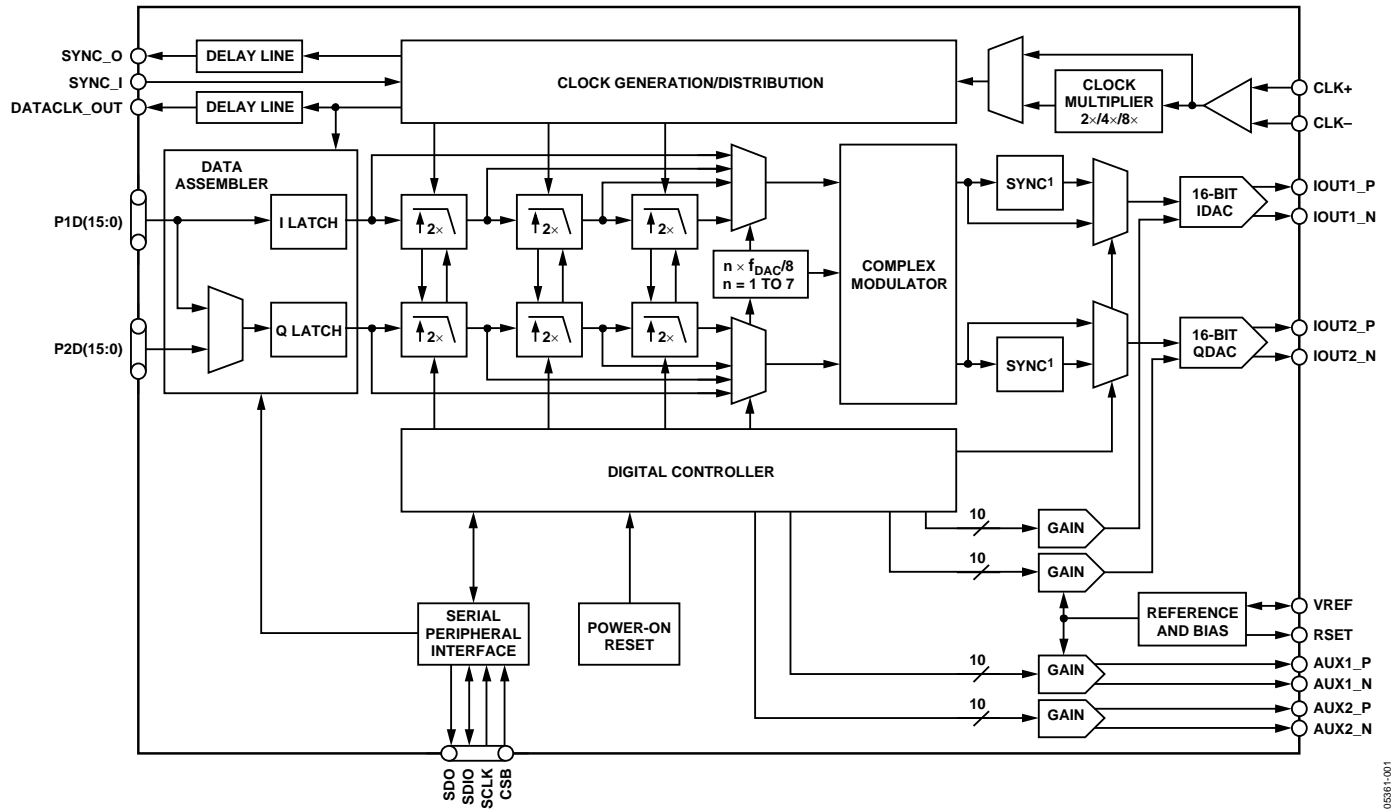 SYNC_O
DELAY LINE
CLOCK GENERATION/DISTRIBUTION
CLOCK
MULTIPLIER
2×/4×/8×
CLK+
SYNC_I
DATACLK_OUT
DELAY LINE
CLK–
DATA
ASSEMBLER
P1D(15:0)
I LATCH
2×
2×
2×
SYNC1
16-BIT
IDAC
IOUT1_P
IOUT1_N
n × fDAC/8
n = 1 TO 7
COMPLEX
MODULATOR
P2D(15:0)
Q LATCH
2×
2×
2×
SYNC1
16-BIT
QDAC
IOUT2_P
IOUT2_N
DIGITAL CONTROLLER
10
GAIN
10
GAIN
SERIAL
PERIPHERAL
INTERFACE
POWER-ON
RESET
REFERENCE
AND BIAS
VREF
RSET
10
GAIN
AUX1_P
AUX1_N
10
GAIN
AUX2_P
AUX2_N
SDO
SDIO
SCLK
CSB
05361-001